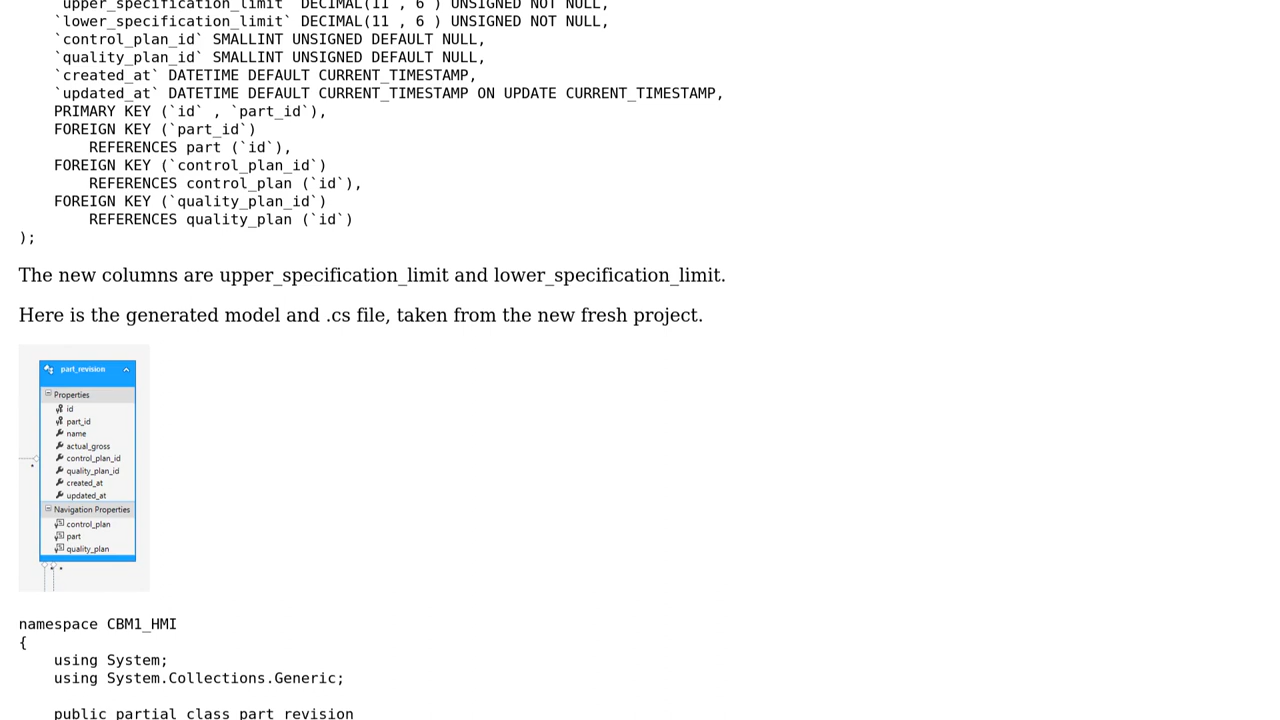 `upper_specification_limit` DECIMAL(11 , 6 ) UNSIGNED NOT NULL,
`lower_specification_limit` DECIMAL(11 , 6 ) UNSIGNED NOT NULL,
`control_plan_id` SMALLINT UNSIGNED DEFAULT NULL,
`quality_plan_id` SMALLINT UNSIGNED DEFAULT NULL,
`created_at` DATETIME DEFAULT CURRENT_TIMESTAMP,
`updated_at` DATETIME DEFAULT CURRENT_TIMESTAMP ON UPDATE CURRENT_TIMESTAMP,
PRIMARY KEY (`id` , `part_id`),
FOREIGN KEY (`part_id`)
REFERENCES part (`id`),
FOREIGN KEY (`control_plan_id`)
REFERENCES control_plan (`id`),
FOREIGN KEY (`quality_plan_id`)
REFERENCES quality_plan (`id`)
);
The new columns are upper_specification_limit and lower_specification_limit.
Here is the generated model and .cs file, taken from the new fresh project.
part_revision
Properties
id
part_id
name
actual_gross
control_plan_id
quality_plan_id
created_at
updated_at
Navigation Properties
control_plan
part
quality_plan
namespace CBM1_HMI
{
using System;
using System.Collections.Generic;
public partial class part_revision